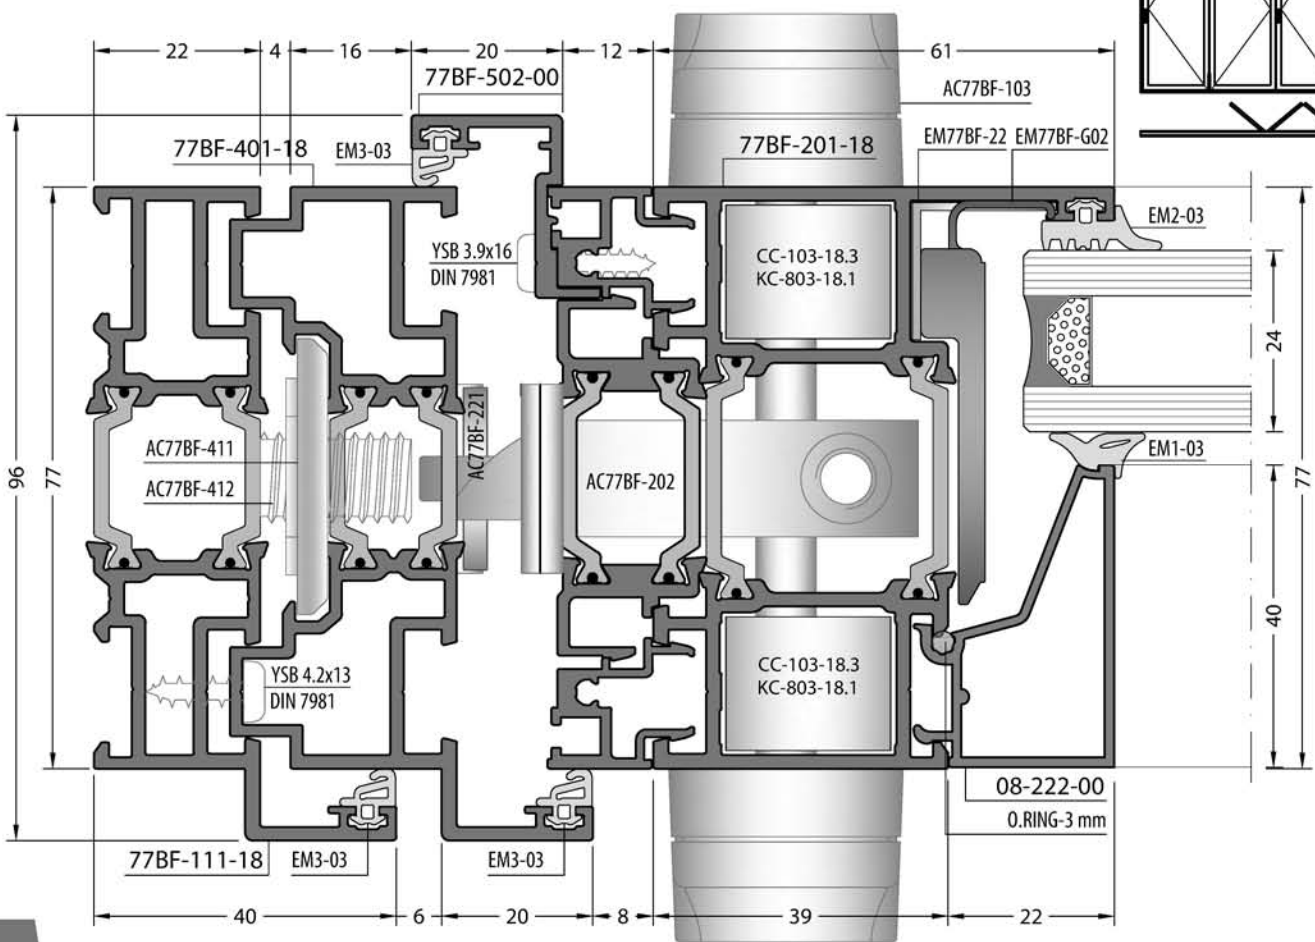 22
4
16
20
12
61
77BF-502-00
AC77BF-103
77BF-401-18
EM3-03
77BF-201-18
EM77BF-22
EM77BF-G02
EM2-03
YSB 3.9x16
DIN 7981
CC-103-18.3
KC-803-18.1
24
96
77
AC77BF-411
AC77BF-412
AC77BF-221
AC77BF-202
EM1-03
77
40
YSB 4.2x13
DIN 7981
CC-103-18.3
KC-803-18.1
08-222-00
O.RING-3 mm
77BF-111-18
EM3-03
EM3-03
40
6
20
8
39
22